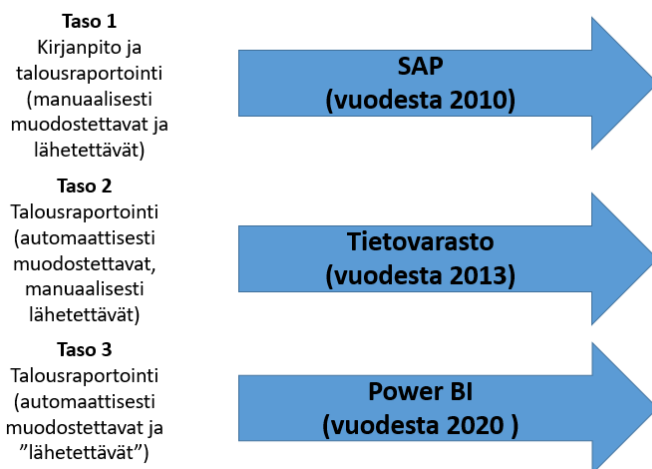 Taso 1
Kirjanpito ja
talousraportointi
(manuaalisesti
muodostettavat ja
lähetettävät)
SAP
(vuodesta 2010)
Taso 2
Talousraportointi
(automaattisesti
muodostettavat,
manuaalisesti
lähetettävät)
Tietovarasto
(vuodesta 2013)
Taso 3
Talousraportointi
(automaattisesti
muodostettavat ja
”lähetettävät”)
Power BI
(vuodesta 2020 )